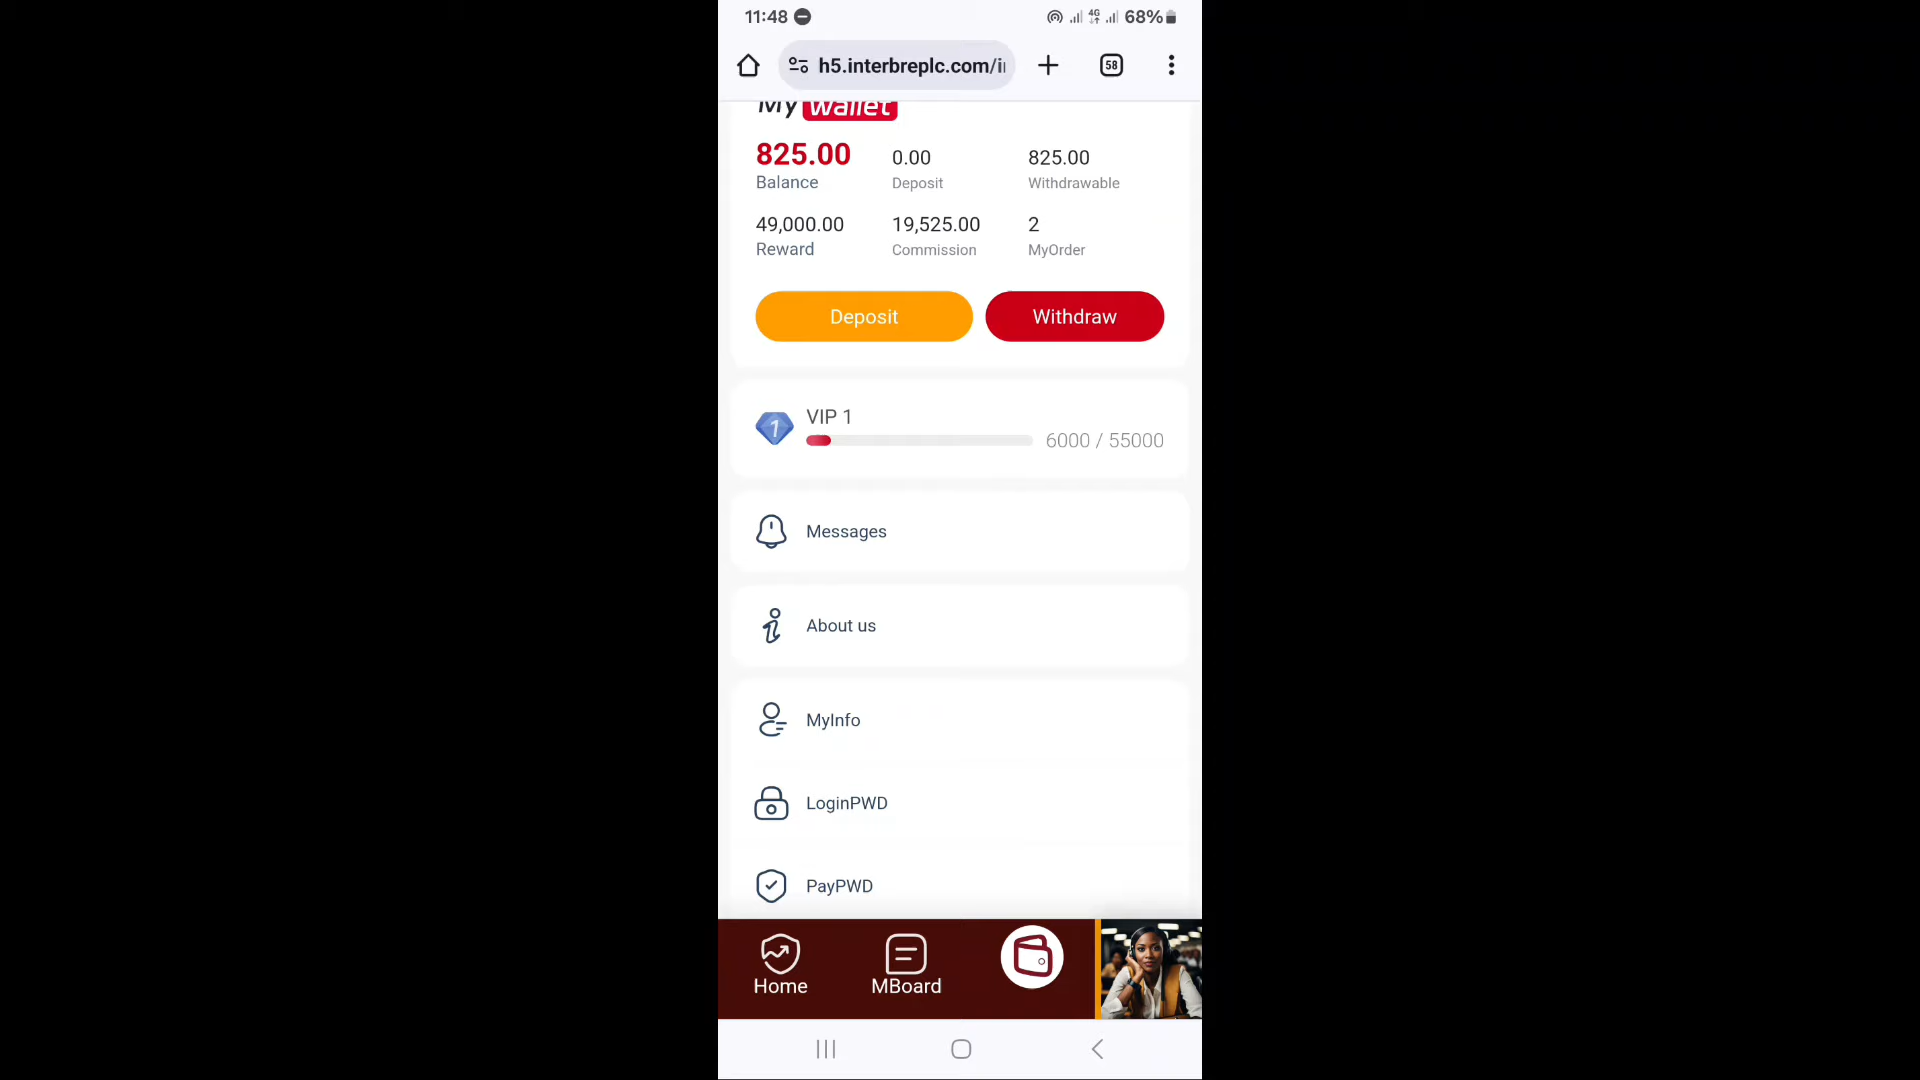 11:48 4G 68%
h5.interbreplc.com/i 58
My Wallet
825.00 0.00 825.00
Balance Deposit Withdrawable
49,000.00 19,525.00 2
Reward Commission MyOrder
Deposit Withdraw
VIP 1
1 6000 / 55000
Messages
About us
MyInfo
LoginPWD
PayPWD
Home MBoard